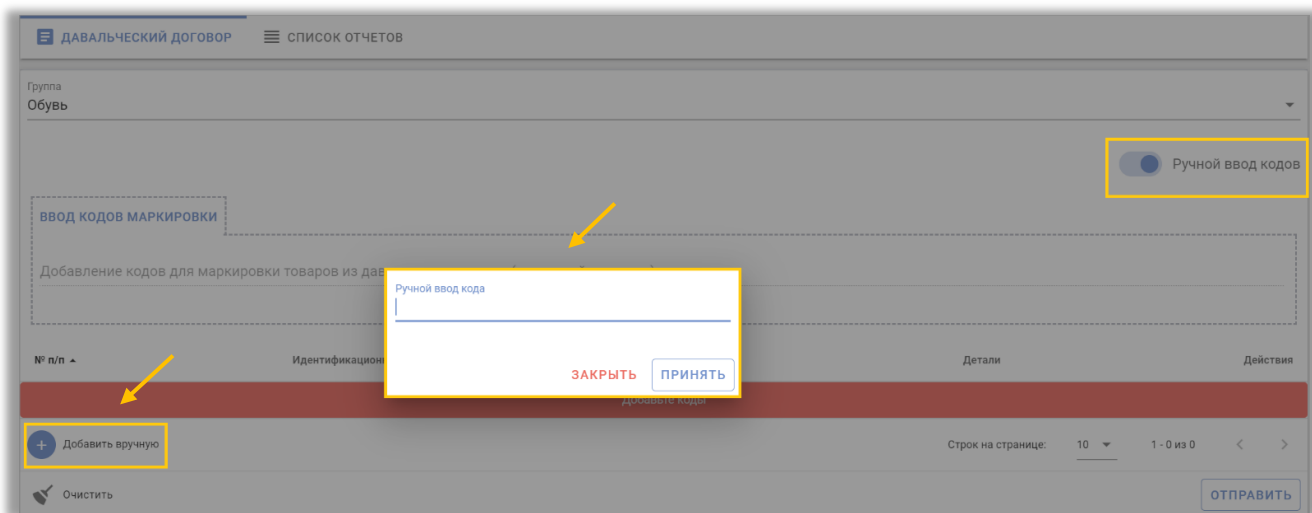 ДАВАЛЬЧЕСКИЙ ДОГОВОР СПИСОК ОТЧЕТОВ
Группа
Обувь
Ручной ввод кодов
ВВОД КОДОВ МАРКИРОВКИ
Добавление кодов для маркировки товаров из
Ручной ввод кода
ЗАКРЫТЬ ПРИНЯТЬ
№ п/п Детали Действия
Добавьте коды
+ Добавить вручную Строк на странице: 10 1 - 0 из 0 < >
Очистить ОТПРАВИТЬ